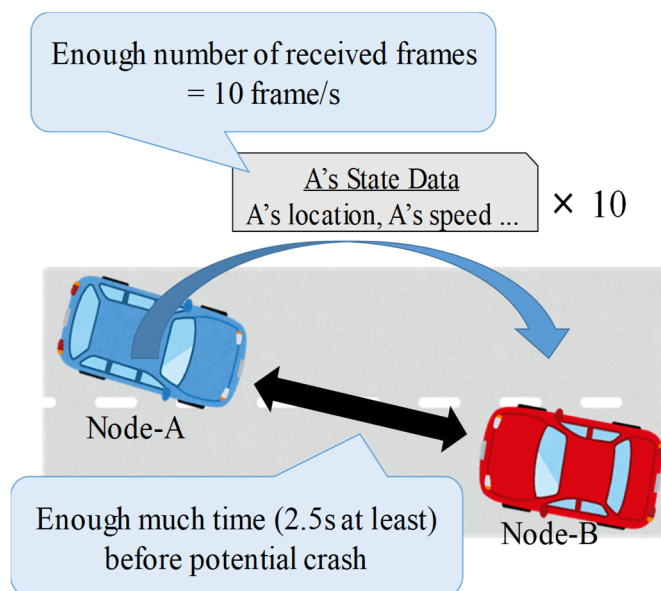 Enough number of received frames
= 10 frame/s
A's State Data
A's location, A's speed ...
× 10
Node-A
Enough much time (2.5s at least)
before potential crash
Node-B